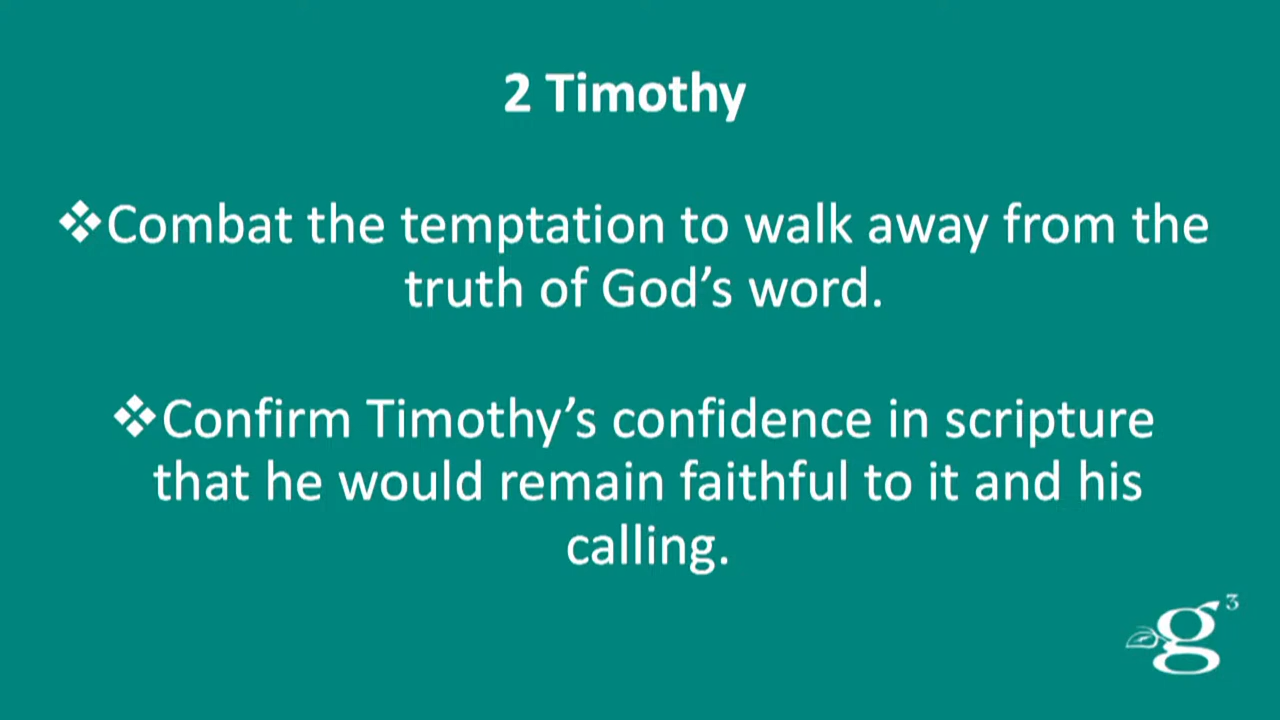 2 Timothy
❖Combat the temptation to walk away from the
truth of God’s word.
❖Confirm Timothy’s confidence in scripture
that he would remain faithful to it and his
calling.
g³